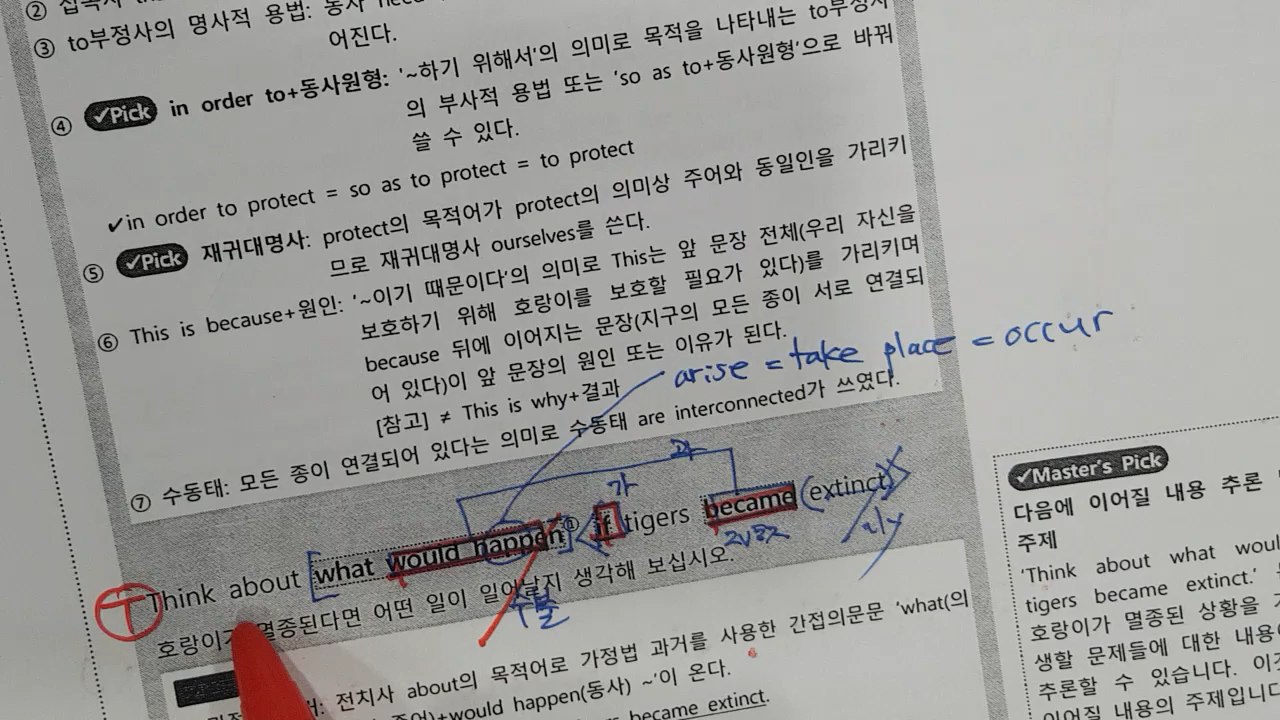 ③ to부정사의 명사적 용법: 동사
어진다.
④ ✓Pick in order to+동사원형: '~하기 위해서'의 의미로 목적을 나타내는 to부정사
의 부사적 용법 또는 'so as to+동사원형'으로 바꿔
쓸 수 있다.
✓in order to protect = so as to protect = to protect
⑤ ✓Pick 재귀대명사: protect의 목적어가 protect의 의미상 주어와 동일인을 가리키
므로 재귀대명사 ourselves를 쓴다.
⑥ This is because+원인: '~이기 때문이다'의 의미로 This는 앞 문장 전체(우리 자신을
보호하기 위해 호랑이를 보호할 필요가 있다)를 가리키며
because 뒤에 이어지는 문장(지구의 모든 종이 서로 연결되
어 있다)이 앞 문장의 원인 또는 이유가 된다.
[참고] ≠ This is why+결과
arise = take place = occur
⑦ 수동태: 모든 종이 연결되어 있다는 의미로 수동태 are interconnected가 쓰였다.
과
가
Think about [what would happen] ① if tigers became (extinct)
수불
호랑이가 멸종된다면 어떤 일이 일어날지 생각해 보십시오.
전치사 about의 목적어로 가정법 과거를 사용한 간접의문문 'what(의
+would happen(동사) ~'이 온다.
became extinct.
✓Master's Pick
다음에 이어질 내용 추론
주제
'Think about what woul
tigers became extinct.'
호랑이가 멸종된 상황을
생할 문제들에 대한 내용
추론할 수 있습니다.
이어질 내용의 주제입니다